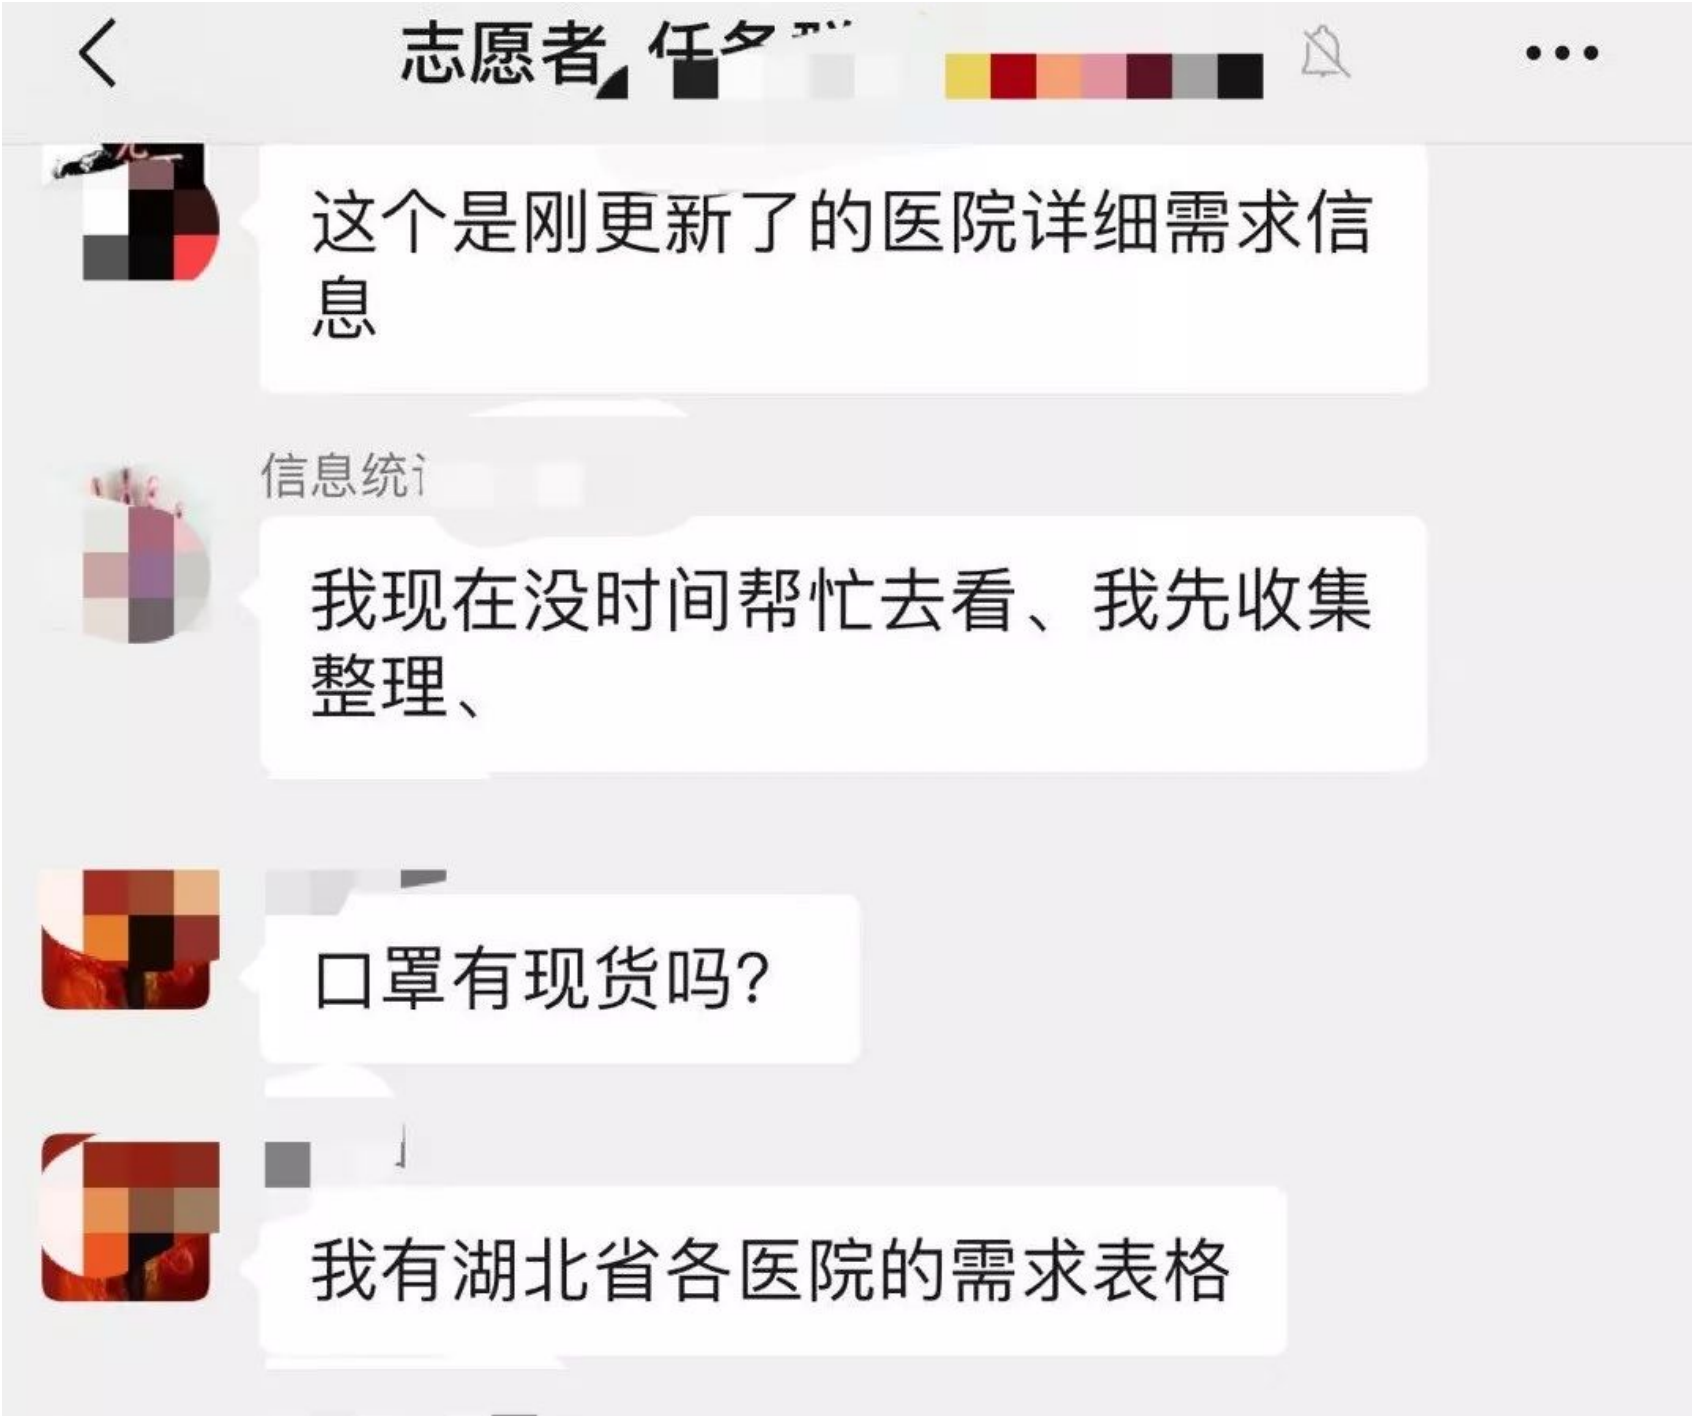 志愿者
这个是刚更新了的医院详细需求信
息
信息统
我现在没时间帮忙去看、我先收集
整理、
口罩有现货吗?
我有湖北省各医院的需求表格